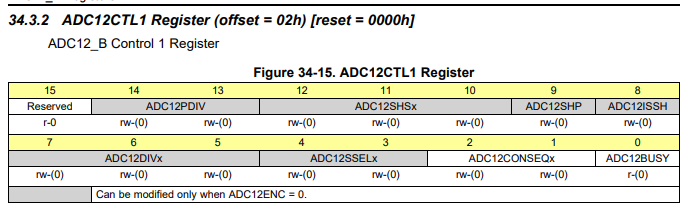 34.3.2 ADC12CTL1 Register (offset = 02h) [reset = 0000h]
ADC12_B Control 1 Register
Figure 34-15. ADC12CTL1 Register
15 14 13 12 11 10 9 8
Reserved ADC12PDIV ADC12SHSx ADC12SHP ADC12ISSH
r-0 rw-(0) rw-(0) rw-(0) rw-(0) rw-(0) rw-(0) rw-(0)
7 6 5 4 3 2 1 0
ADC12DIVx ADC12SSELx ADC12CONSEQx ADC12BUSY
rw-(0) rw-(0) rw-(0) rw-(0) rw-(0) rw-(0) rw-(0) r-(0)
Can be modified only when ADC12ENC = 0.